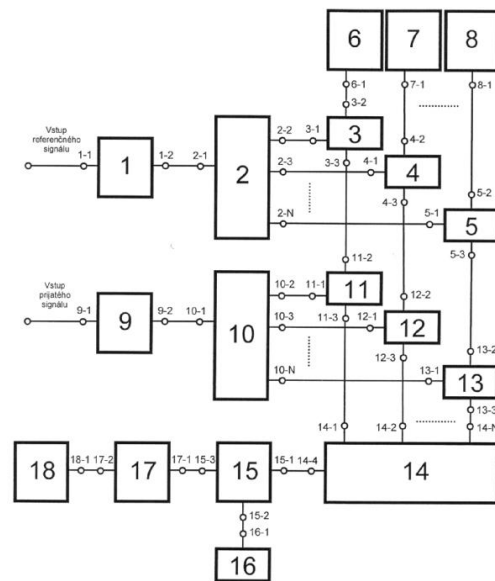 6 7 8
6-1 7-1 8-1
3-2
Vstup
referenčného
signálu
2-2 3-1 3 4-2
1-1 1 1-2 2-1 2 3-3
2-3 4-1 4
4-3 5-2
2-N 5-1 5
5-3
11-2
Vstup
prijatého
signálu
10-2 11-1 11 12-2
9-1 9 9-2 10-1 10 10-3 11-3 12-1 12
12-3 13-2
10-N 13-1 13
13-3
14-1 14-2 14-N
18 18-1 17-2 17 17-1 15-3 15 15-1 14-4 14
15-2
16-1
16